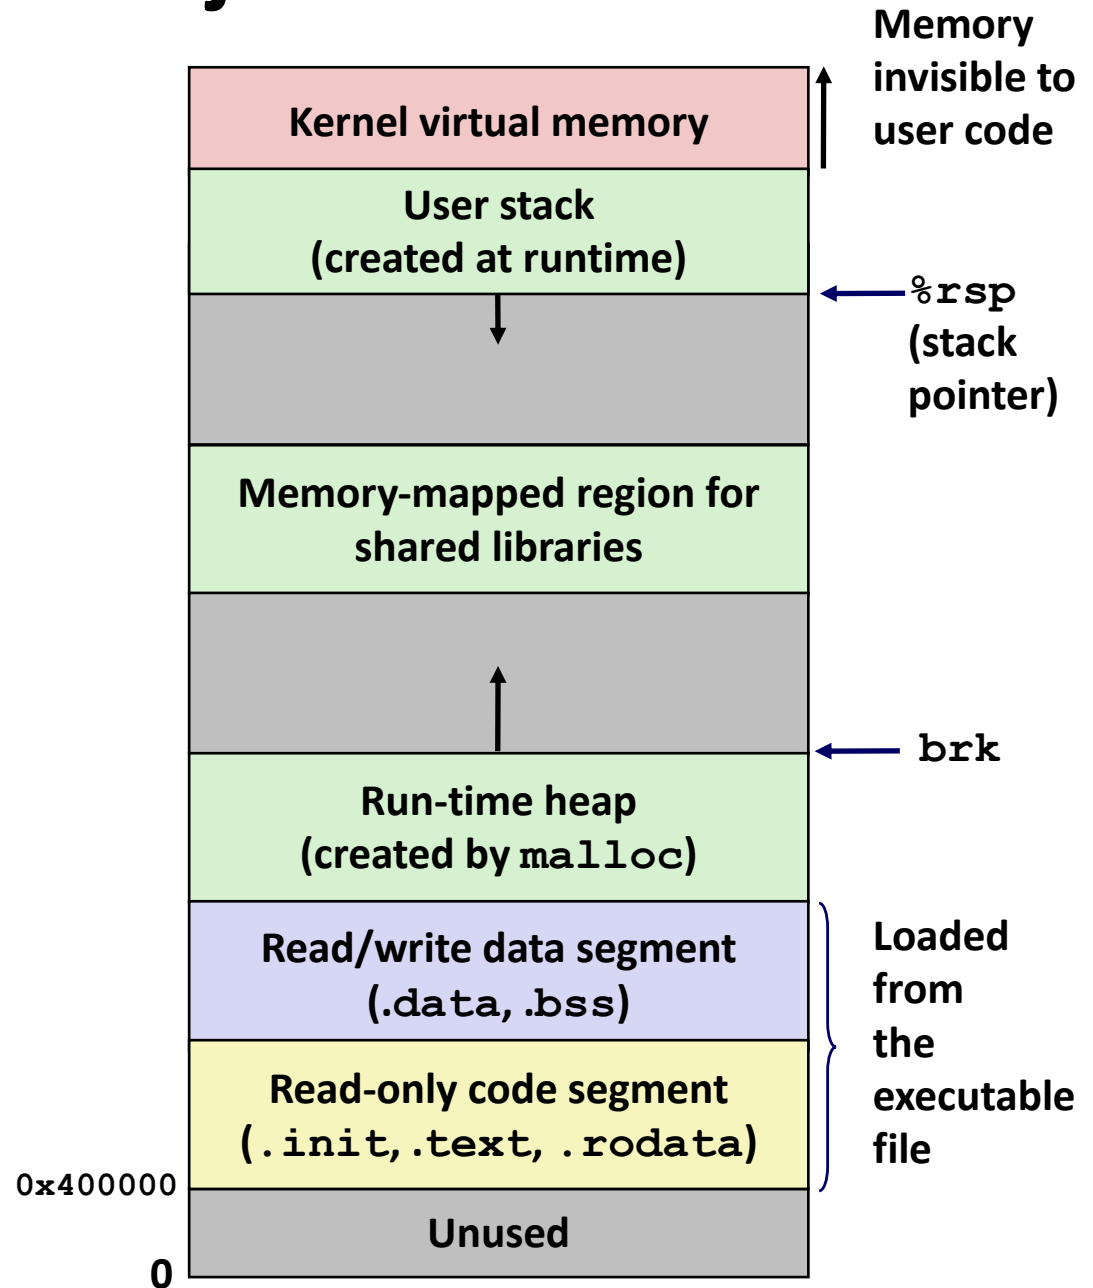 Memory
invisible to
user code
Kernel virtual memory
User stack
(created at runtime)
%rsp
(stack
pointer)
Memory-mapped region for
shared libraries
brk
Run-time heap
(created by malloc)
Read/write data segment
(.data, .bss)
Loaded
from
the
executable
file
Read-only code segment
(.init, .text, .rodata)
0x400000
Unused
0